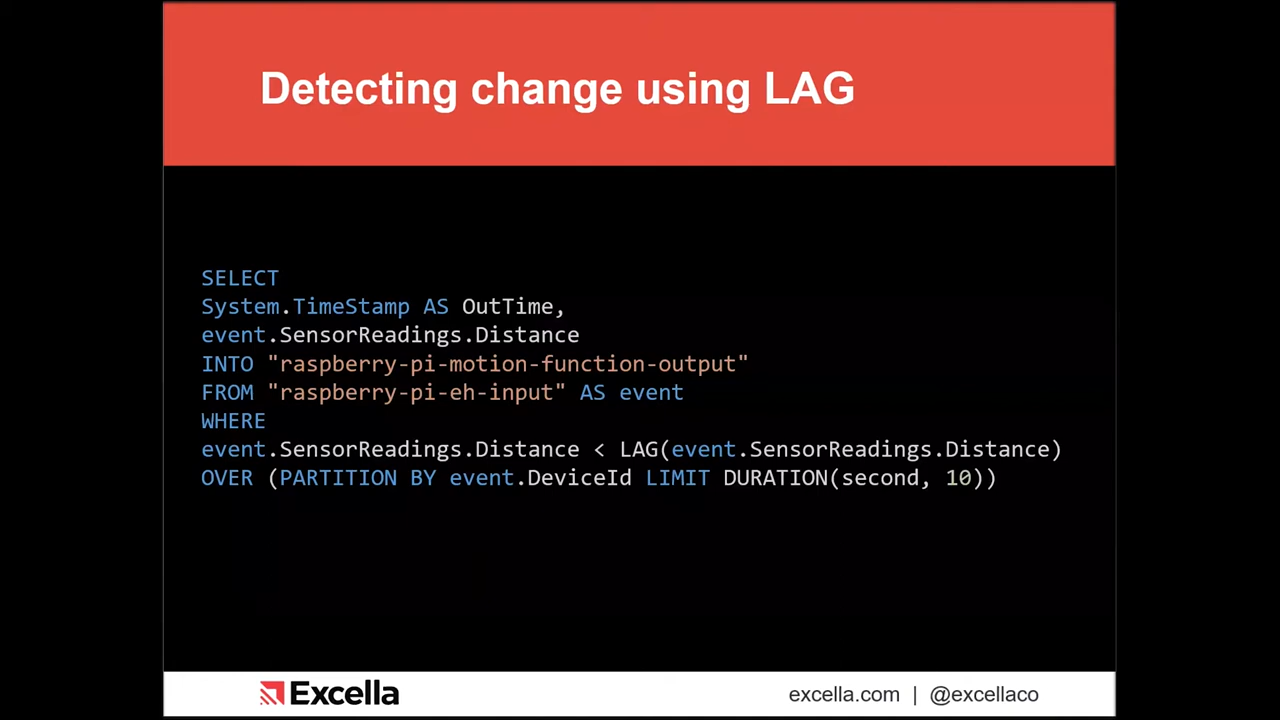 Detecting change using LAG
SELECT
System.TimeStamp AS OutTime,
event.SensorReadings.Distance
INTO "raspberry-pi-motion-function-output"
FROM "raspberry-pi-eh-input" AS event
WHERE
event.SensorReadings.Distance < LAG(event.SensorReadings.Distance)
OVER (PARTITION BY event.DeviceId LIMIT DURATION(second, 10))
Excella
excella.com | @excellaco